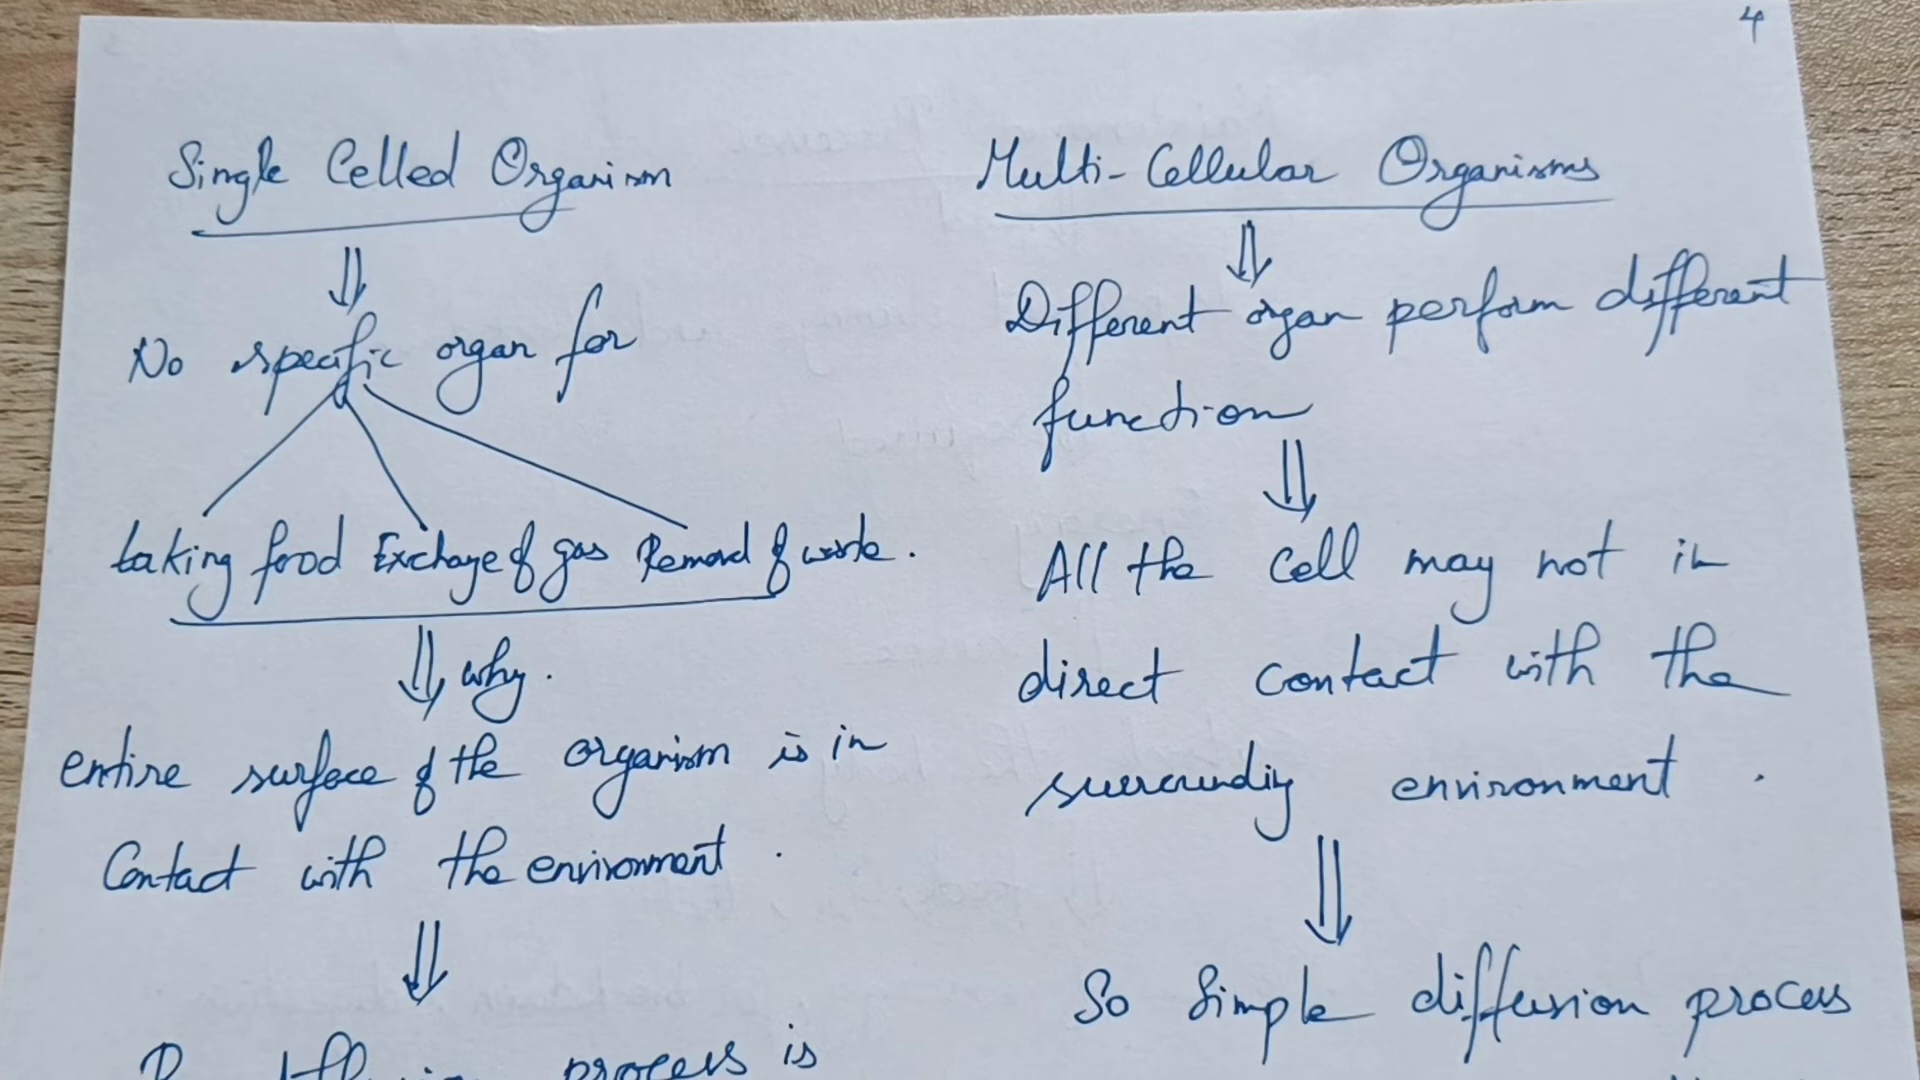 4
Single Celled Organism
No specific organ for
taking food Exchange of gas Removal of waste.
why.
entire surface of the organism is in
Contact with the environment.
process is
Multi-Cellular Organisms
Different organ perform different
function
All the cell may not in
direct contact with the
surrounding environment.
So Simple diffusion process